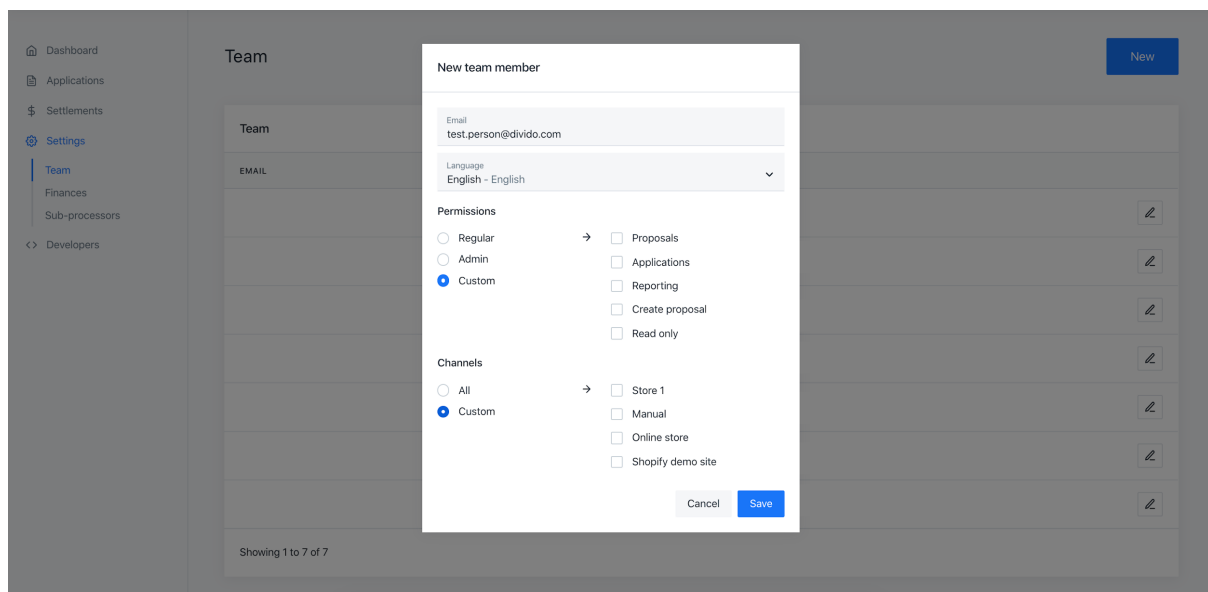 Dashboard
Applications
Settlements
Settings
Team
Finances
Sub-processors
Developers
Team
New
Team
EMAIL
Showing 1 to 7 of 7
New team member
Email
test.person@divido.com
Language
English - English
Permissions
Regular
Admin
Custom
Proposals
Applications
Reporting
Create proposal
Read only
Channels
All
Custom
Store 1
Manual
Online store
Shopify demo site
Cancel
Save